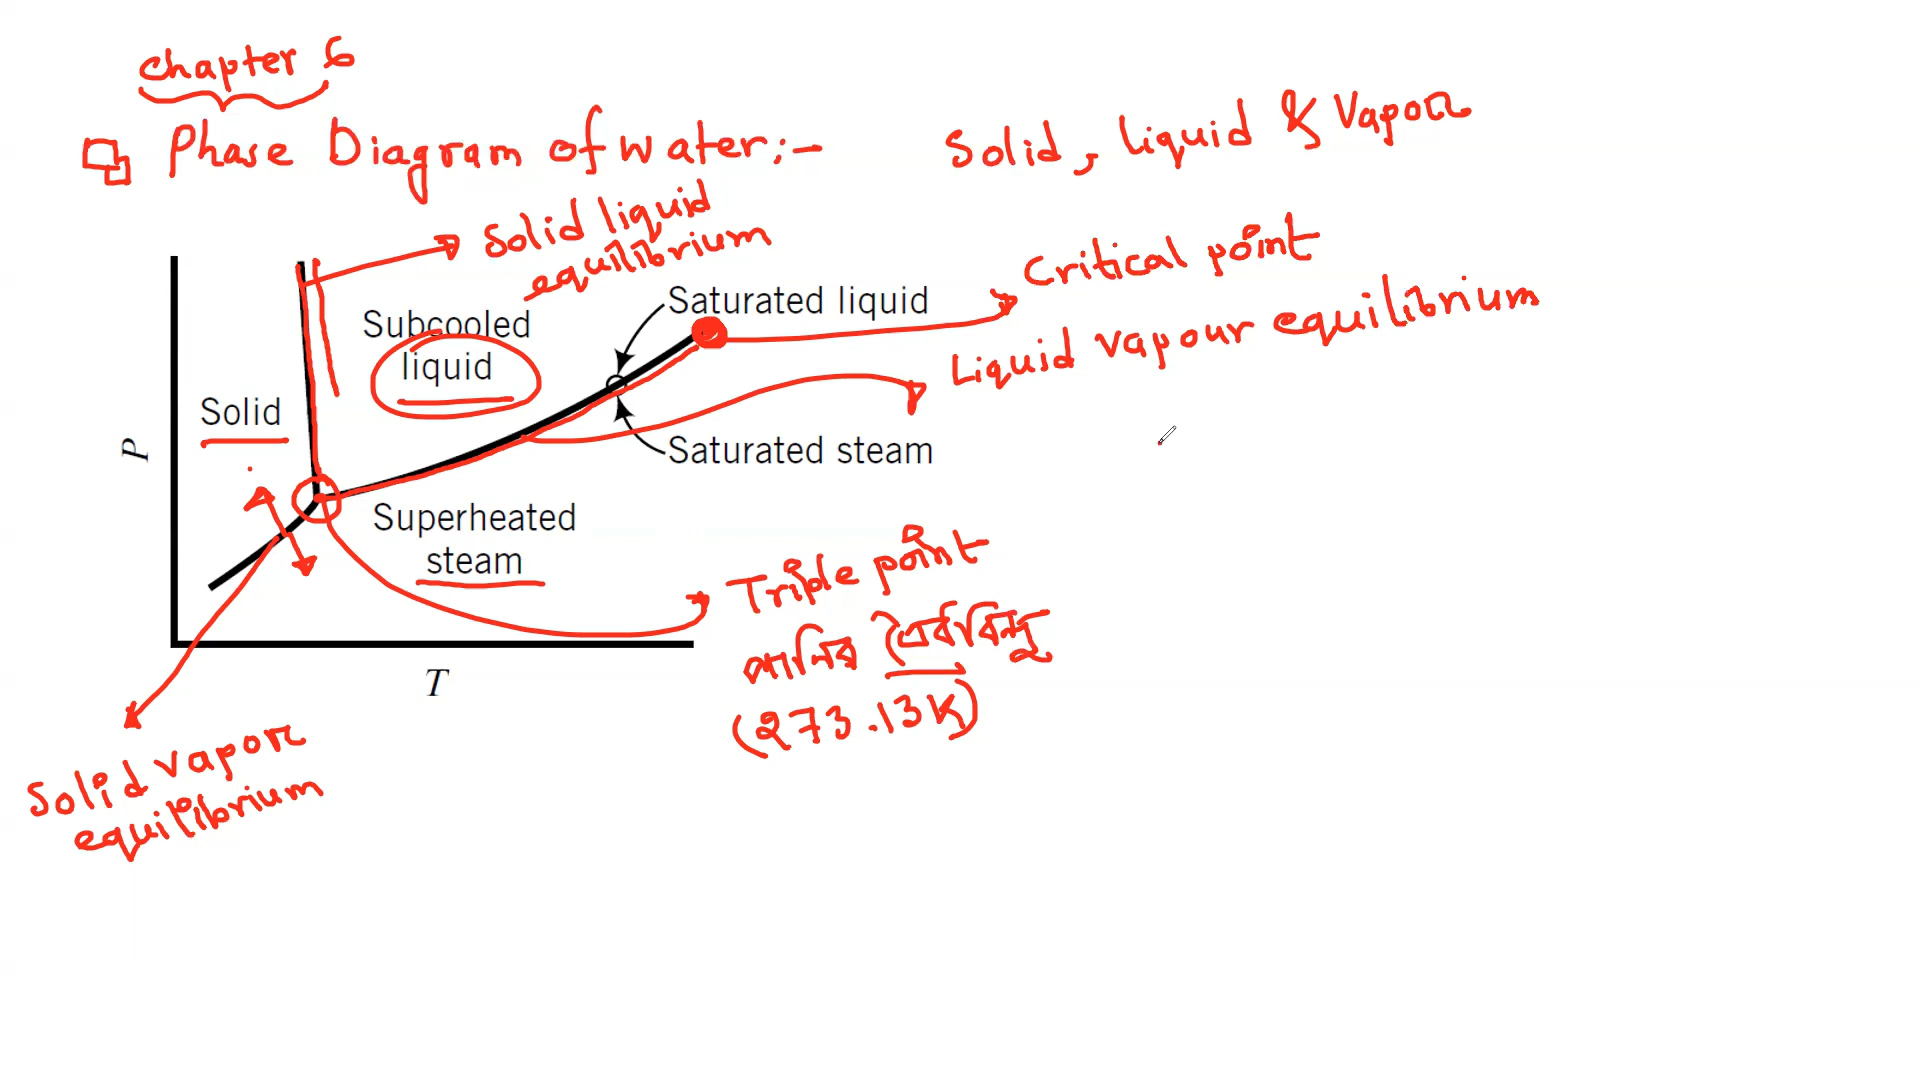 Chapter 6
Phase Diagram of water:-
Solid, Liquid & Vapor
Solid liquid
equilibrium
Critical point
Liquid vapour equilibrium
Saturated liquid
Subcooled
liquid
Solid
P
Saturated steam
Superheated
steam
T
Triple point
পানির ত্রৈধবিন্দু
(273.13K)
Solid vapor
equilibrium